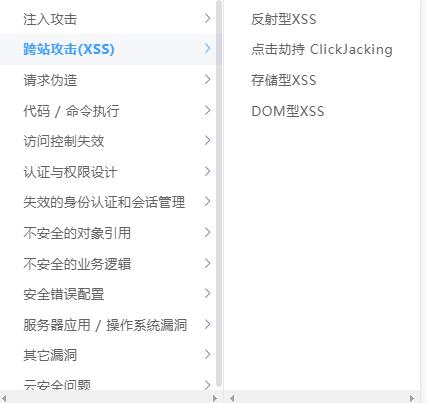 注入攻击
跨站攻击(XSS)
请求伪造
代码 / 命令执行
访问控制失效
认证与权限设计
失效的身份认证和会话管理
不安全的对象引用
不安全的业务逻辑
安全错误配置
服务器应用 / 操作系统漏洞
其它漏洞
云安全问题
反射型XSS
点击劫持 ClickJacking
存储型XSS
DOM型XSS